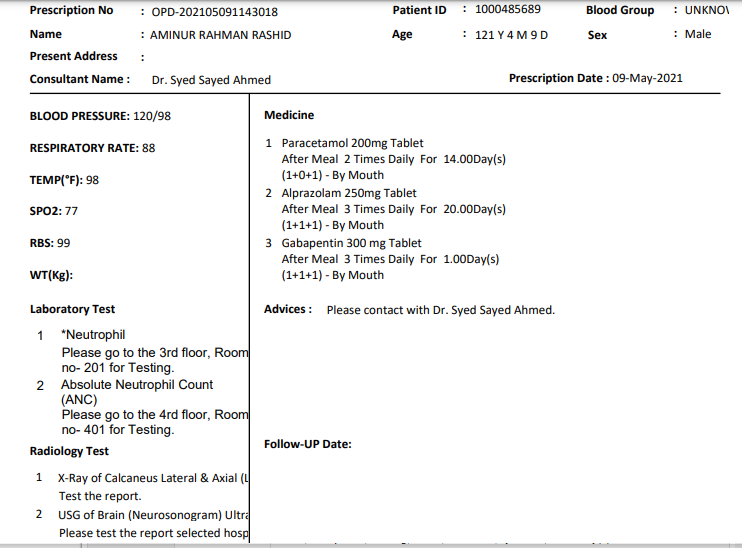 Prescription No : OPD-202105091143018 Patient ID : 1000485689 Blood Group : UNKNOV
Name : AMINUR RAHMAN RASHID Age : 121 Y 4 M 9 D Sex : Male
Present Address :
Consultant Name : Dr. Syed Sayed Ahmed Prescription Date : 09-May-2021
BLOOD PRESSURE: 120/98
RESPIRATORY RATE: 88
TEMP(°F): 98
SPO2: 77
RBS: 99
WT(Kg):
Laboratory Test
1 *Neutrophil
Please go to the 3rd floor, Room
no- 201 for Testing.
2 Absolute Neutrophil Count
(ANC)
Please go to the 4rd floor, Room
no- 401 for Testing.
Radiology Test
1 X-Ray of Calcaneus Lateral & Axial (L
Test the report.
2 USG of Brain (Neurosonogram) Ultra
Please test the report selected hosp
Medicine
1 Paracetamol 200mg Tablet
After Meal 2 Times Daily For 14.00Day(s)
(1+0+1) - By Mouth
2 Alprazolam 250mg Tablet
After Meal 3 Times Daily For 20.00Day(s)
(1+1+1) - By Mouth
3 Gabapentin 300 mg Tablet
After Meal 3 Times Daily For 1.00Day(s)
(1+1+1) - By Mouth
Advices : Please contact with Dr. Syed Sayed Ahmed.
Follow-UP Date: